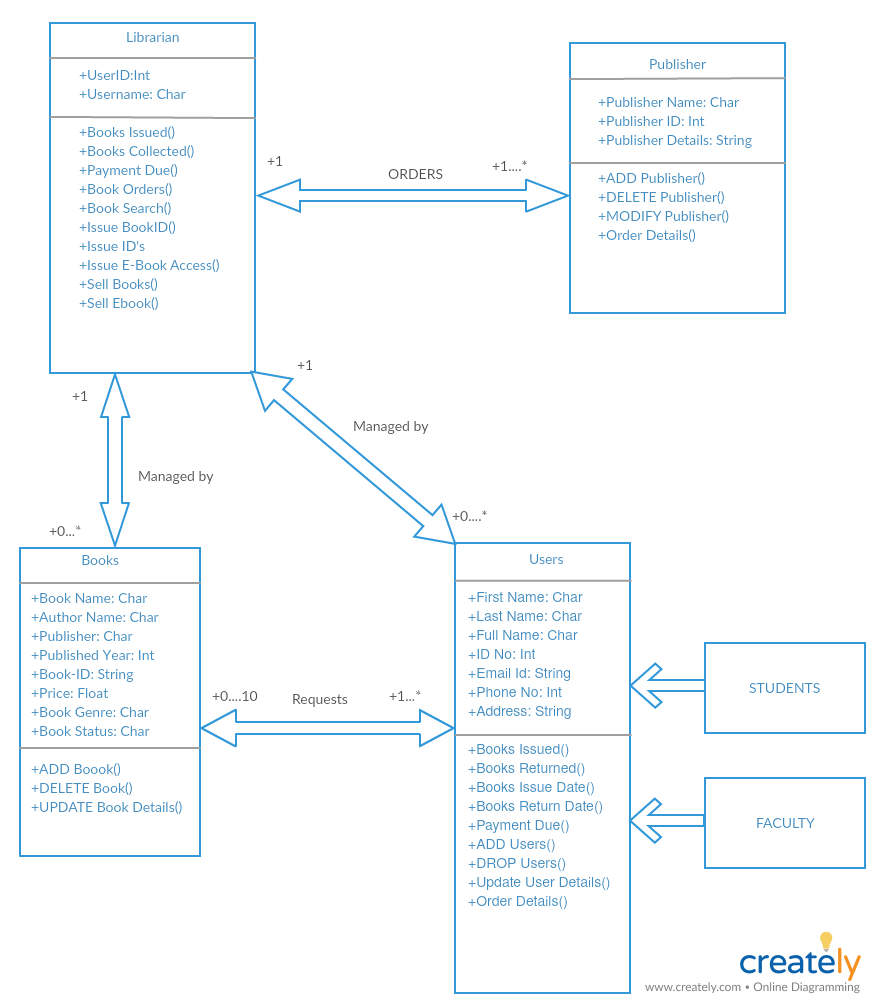 Librarian
+UserID:Int
+Username: Char
+Books Issued()
+Books Collected()
+Payment Due()
+Book Orders()
+Book Search()
+Issue BookID()
+Issue ID's
+Issue E-Book Access()
+Sell Books()
+Sell Ebook()
+1
ORDERS
+1....*
Publisher
+Publisher Name: Char
+Publisher ID: Int
+Publisher Details: String
+ADD Publisher()
+DELETE Publisher()
+MODIFY Publisher()
+Order Details()
+1
Managed by
+0...*
+1
Managed by
+0....*
Books
+Book Name: Char
+Author Name: Char
+Publisher: Char
+Published Year: Int
+Book-ID: String
+Price: Float
+Book Genre: Char
+Book Status: Char
+ADD Boook()
+DELETE Book()
+UPDATE Book Details()
+0....10
Requests
+1...*
Users
+First Name: Char
+Last Name: Char
+Full Name: Char
+ID No: Int
+Email Id: String
+Phone No: Int
+Address: String
+Books Issued()
+Books Returned()
+Books Issue Date()
+Books Return Date()
+Payment Due()
+ADD Users()
+DROP Users()
+Update User Details()
+Order Details()
STUDENTS
FACULTY
creately
www.creately.com • Online Diagramming